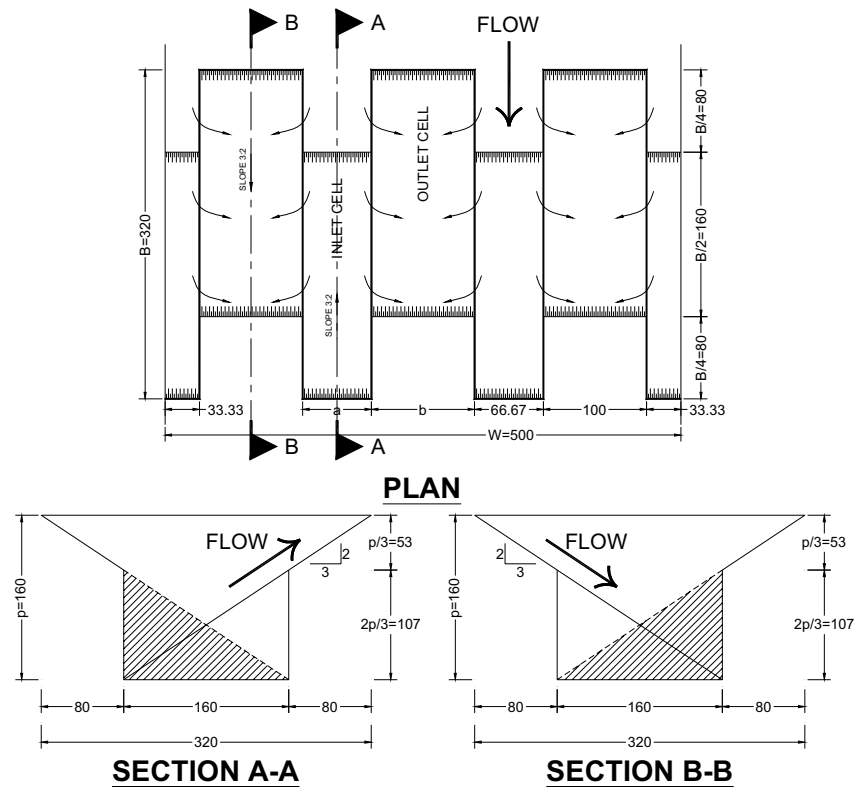 B
A
FLOW
B=320
SLOPE 3:2
INLET CELL
SLOPE 3:2
OUTLET CELL
B/4=80
B/2=160
B/4=80
33.33
a
b
66.67
100
33.33
B
A
W=500
PLAN
p=160
FLOW
2
3
p/3=53
2p/3=107
80
160
80
320
SECTION A-A
p=160
2
3
FLOW
p/3=53
2p/3=107
80
160
80
320
SECTION B-B